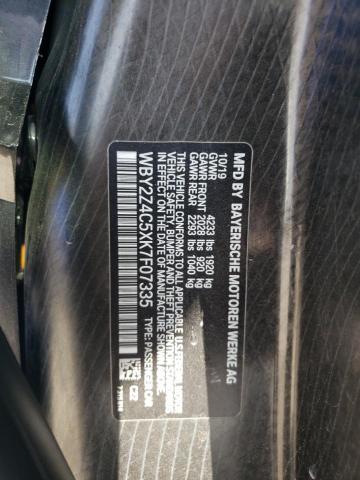 MFD BY BAYERISCHE MOTOREN WERKE AG
10/19
GVWR 4233 lbs 1920 kg
GAWR FRONT 2028 lbs 920 kg
GAWR REAR 2293 lbs 1040 kg
THIS VEHICLE CONFORMS TO ALL APPLICABLE U.S. FEDERAL MOTOR
VEHICLE SAFETY, BUMPER, AND THEFT PREVENTION STANDARDS
IN EFFECT ON THE DATE OF MANUFACTURE SHOWN ABOVE.
WBY2Z4C5XK7F07335 TYPE: PASSENGER CAR
C22